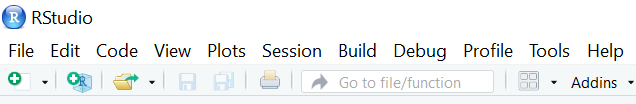 RStudio
File Edit Code View Plots Session Build Debug Profile Tools Help
Go to file/function Addins